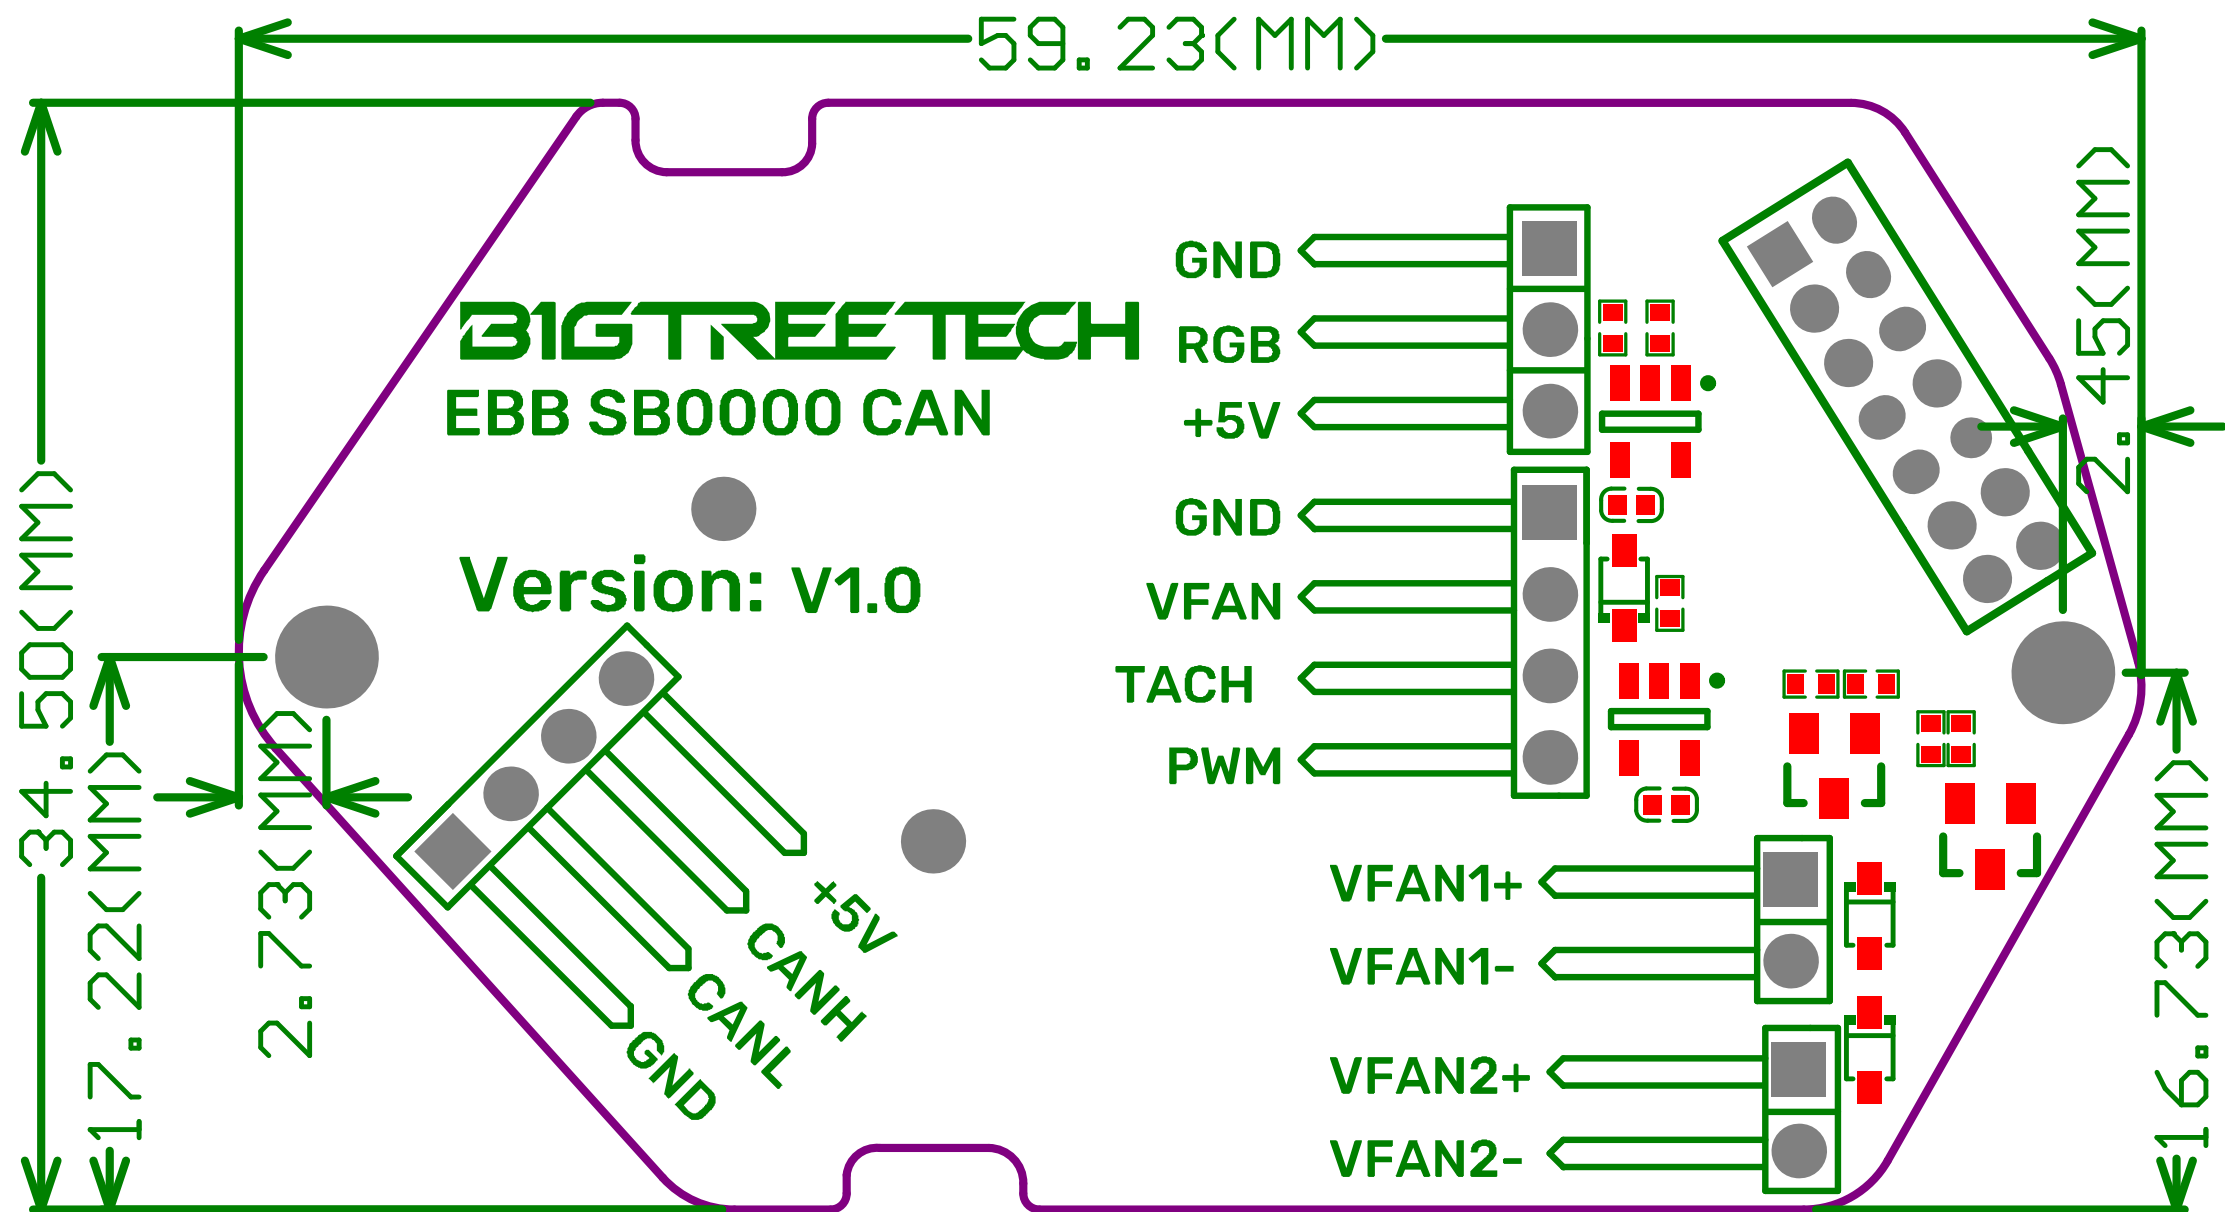 59.23(MM)
2.45(MM)
GND
RGB
+5V
BIGTREETECH
EBB SB0000 CAN
GND
Version: V1.0
VFAN
TACH
PWM
34.50(MM)
17.22(MM)
2.73(MM)
16.73(MM)
+5V
CANH
CANL
GND
VFAN1+
VFAN1-
VFAN2+
VFAN2-